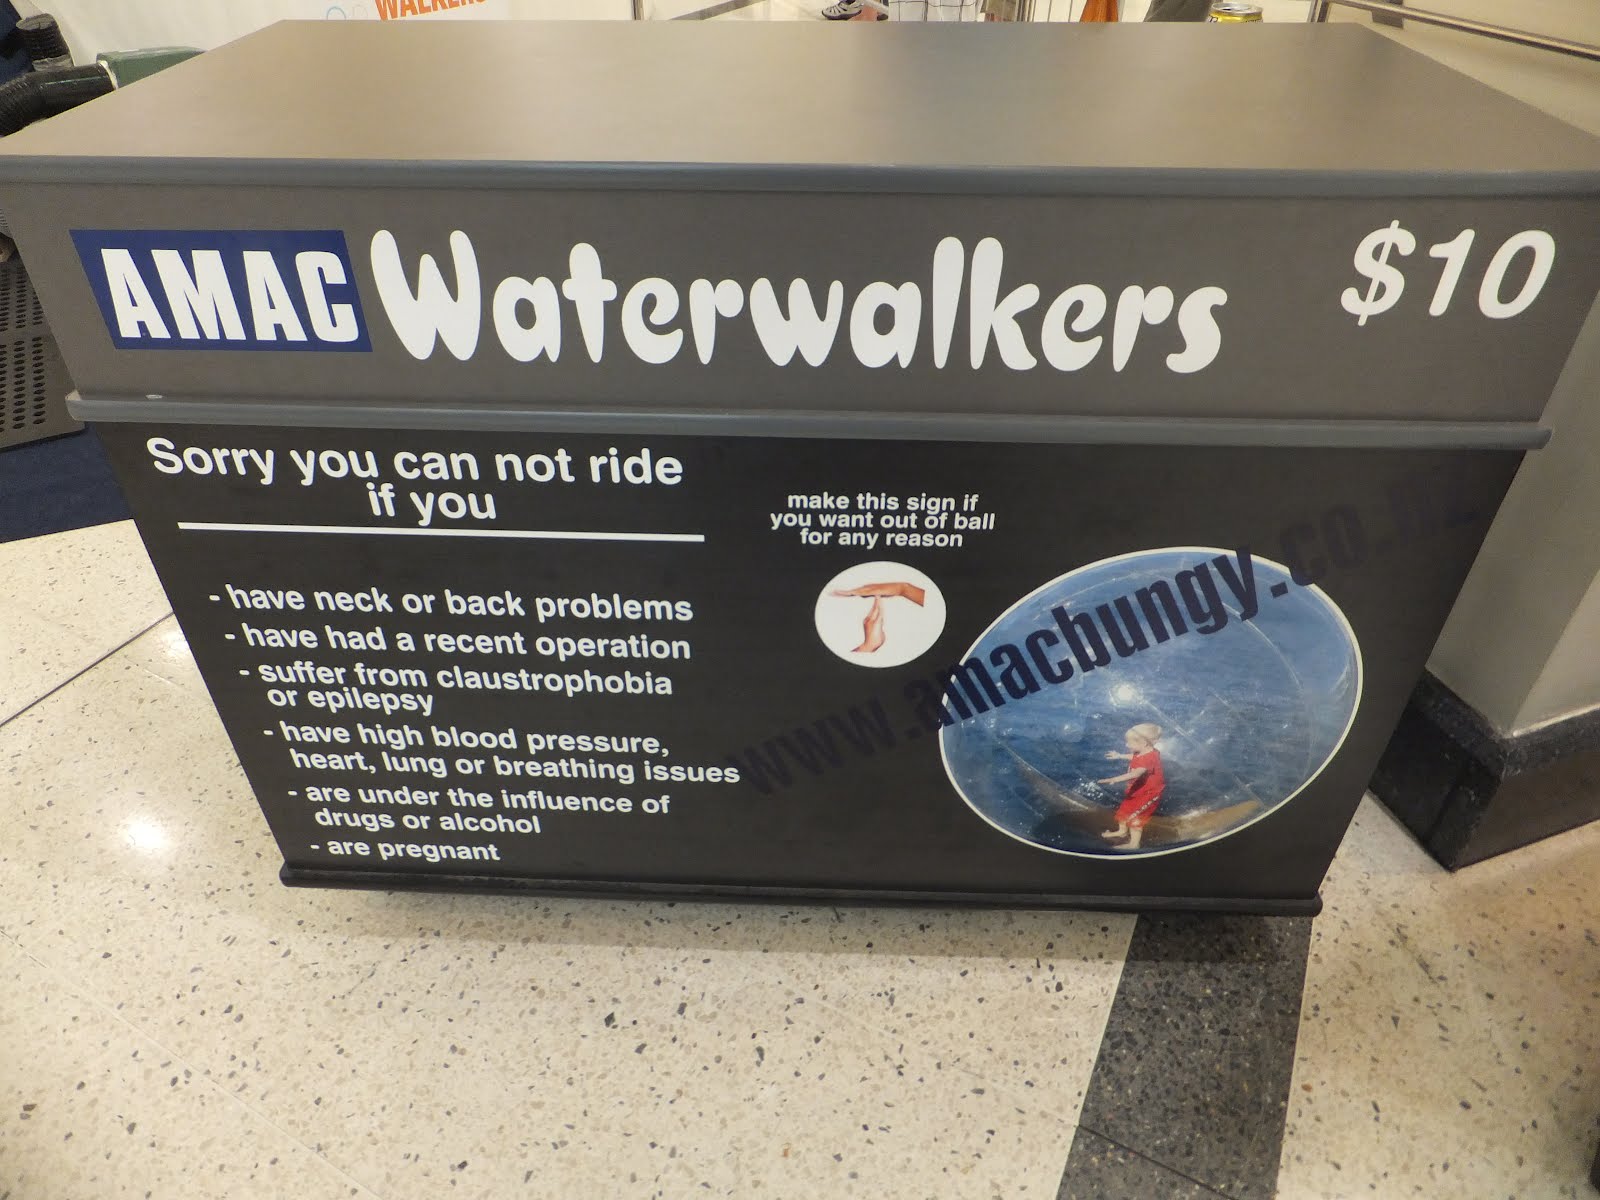 WALKERS
AMAC Waterwalkers $10
Sorry you can not ride
if you
- have neck or back problems
- have had a recent operation
- suffer from claustrophobia
or epilepsy
- have high blood pressure,
heart, lung or breathing issues
- are under the influence of
drugs or alcohol
- are pregnant
make this sign if
you want out of ball
for any reason
www.amacbungy.co.nz